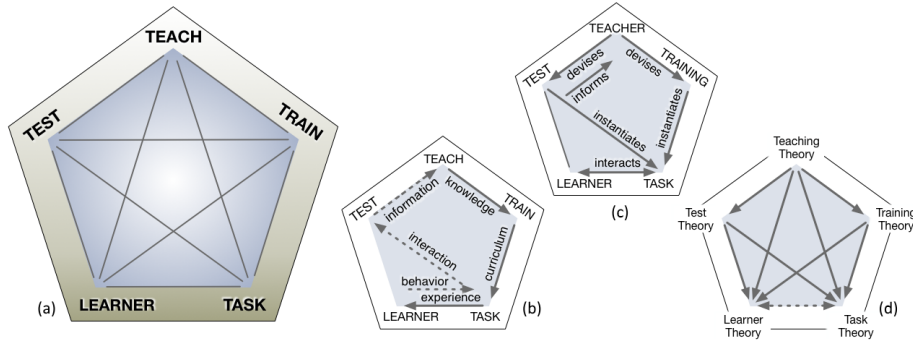 TEACH
TEST
TRAIN
LEARNER
TASK
(a)
TEACH
TEST
TRAIN
information
knowledge
interaction
curriculum
behavior
experience
LEARNER
TASK
(b)
TEACHER
TEST
TRAINING
devises
devises
informs
instantiates
instantiates
interacts
LEARNER
TASK
(c)
Teaching
Theory
Test
Theory
Training
Theory
Learner
Theory
Task
Theory
(d)